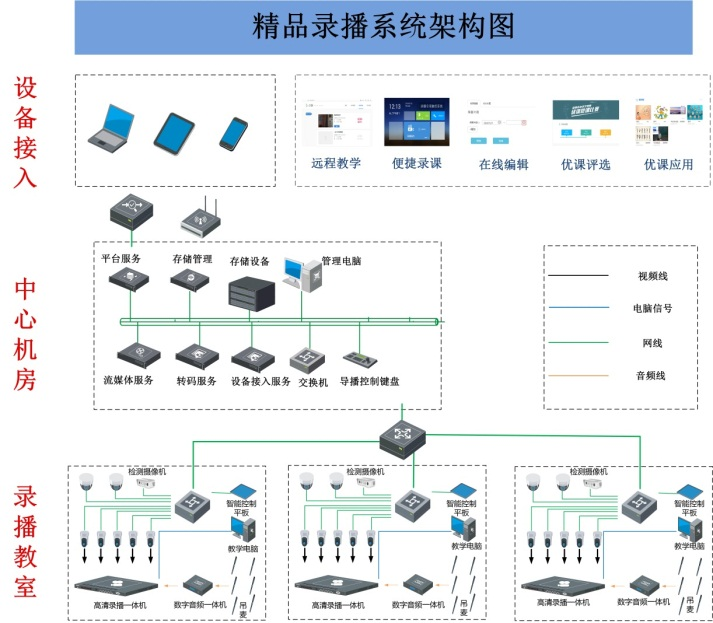 精品录播系统架构图
设备接入
远程教学
便捷录课
在线编辑
优课评选
优课应用
中心机房
平台服务
存储管理
存储设备
管理电脑
流媒体服务
转码服务
设备接入服务
交换机
导播控制键盘
视频线
电脑信号
网线
音频线
录播教室
检测摄像机
智能控制
平板
教学电脑
高清录播一体机
数字音频一体机
吊
麦
检测摄像机
智能控制
平板
教学电脑
高清录播一体机
数字音频一体机
吊
麦
检测摄像机
智能控制
平板
教学电脑
高清录播一体机
数字音频一体机
吊
麦